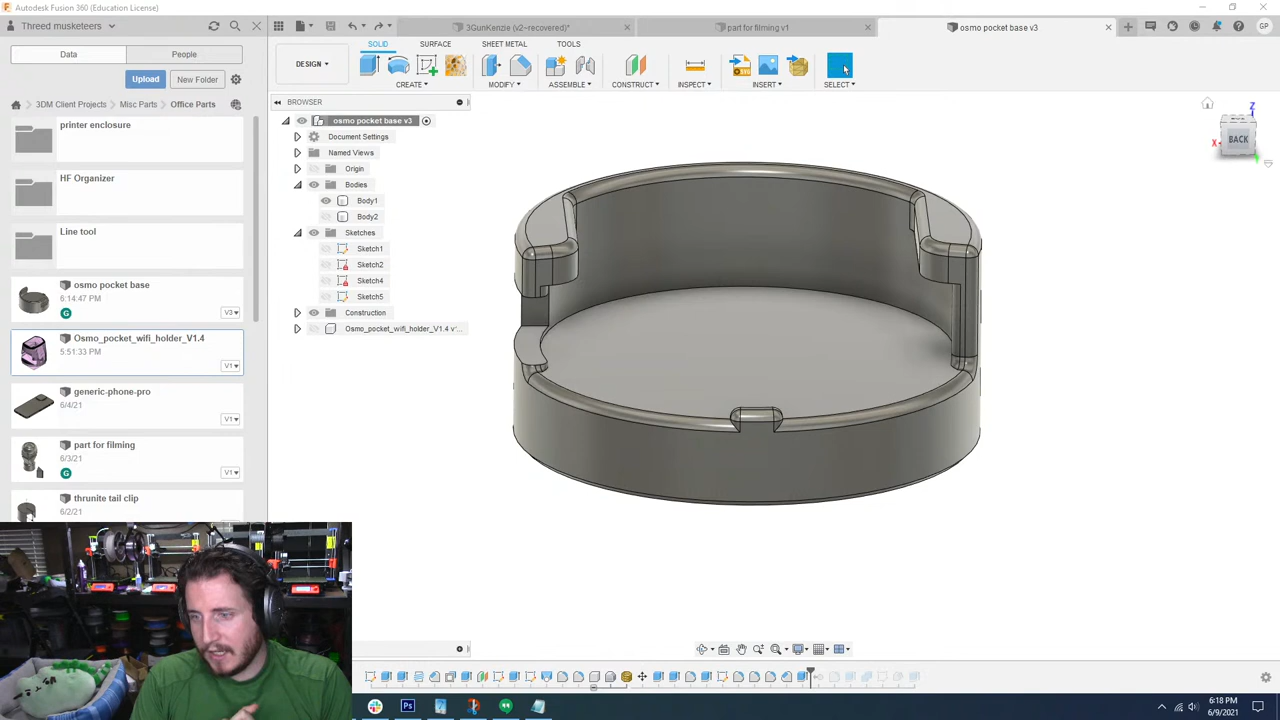 Autodesk Fusion 360 (Education License)
Threed musketeers
3GunKenzie (v2~recovered)*
part for filming v1
osmo pocket base v3
GP
Data
People
SOLID
SURFACE
SHEET METAL
TOOLS
DESIGN
Upload
New Folder
CREATE
MODIFY
ASSEMBLE
CONSTRUCT
INSPECT
INSERT
SELECT
3DM Client Projects
Misc Parts
Office Parts
BROWSER
osmo pocket base v3
Document Settings
Named Views
Origin
Bodies
Body1
Body2
Sketches
Sketch1
Sketch2
Sketch4
Sketch5
Construction
Osmo_pocket_wifi_holder_V1.4 v...
printer enclosure
HF Organizer
Line tool
osmo pocket base
6:14:47 PM
G
V3
Osmo_pocket_wifi_holder_V1.4
5:51:33 PM
V1
generic-phone-pro
6/4/21
V1
part for filming
6/3/21
G
V1
thrunite tail clip
6/2/21
Z
X
BACK
Ps
6:18 PM
6/9/2021